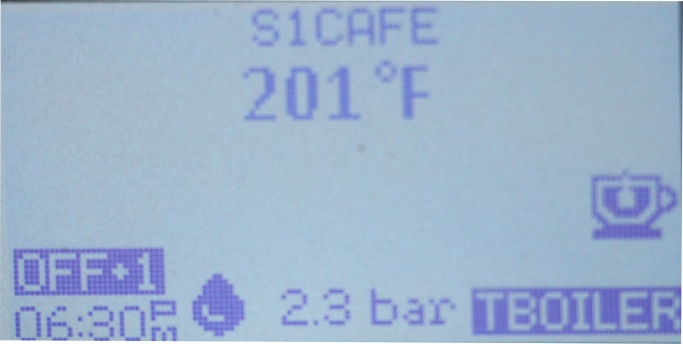 S1CAFE
201°F
OFF+1
06:30PM 2.3 bar TBOILER